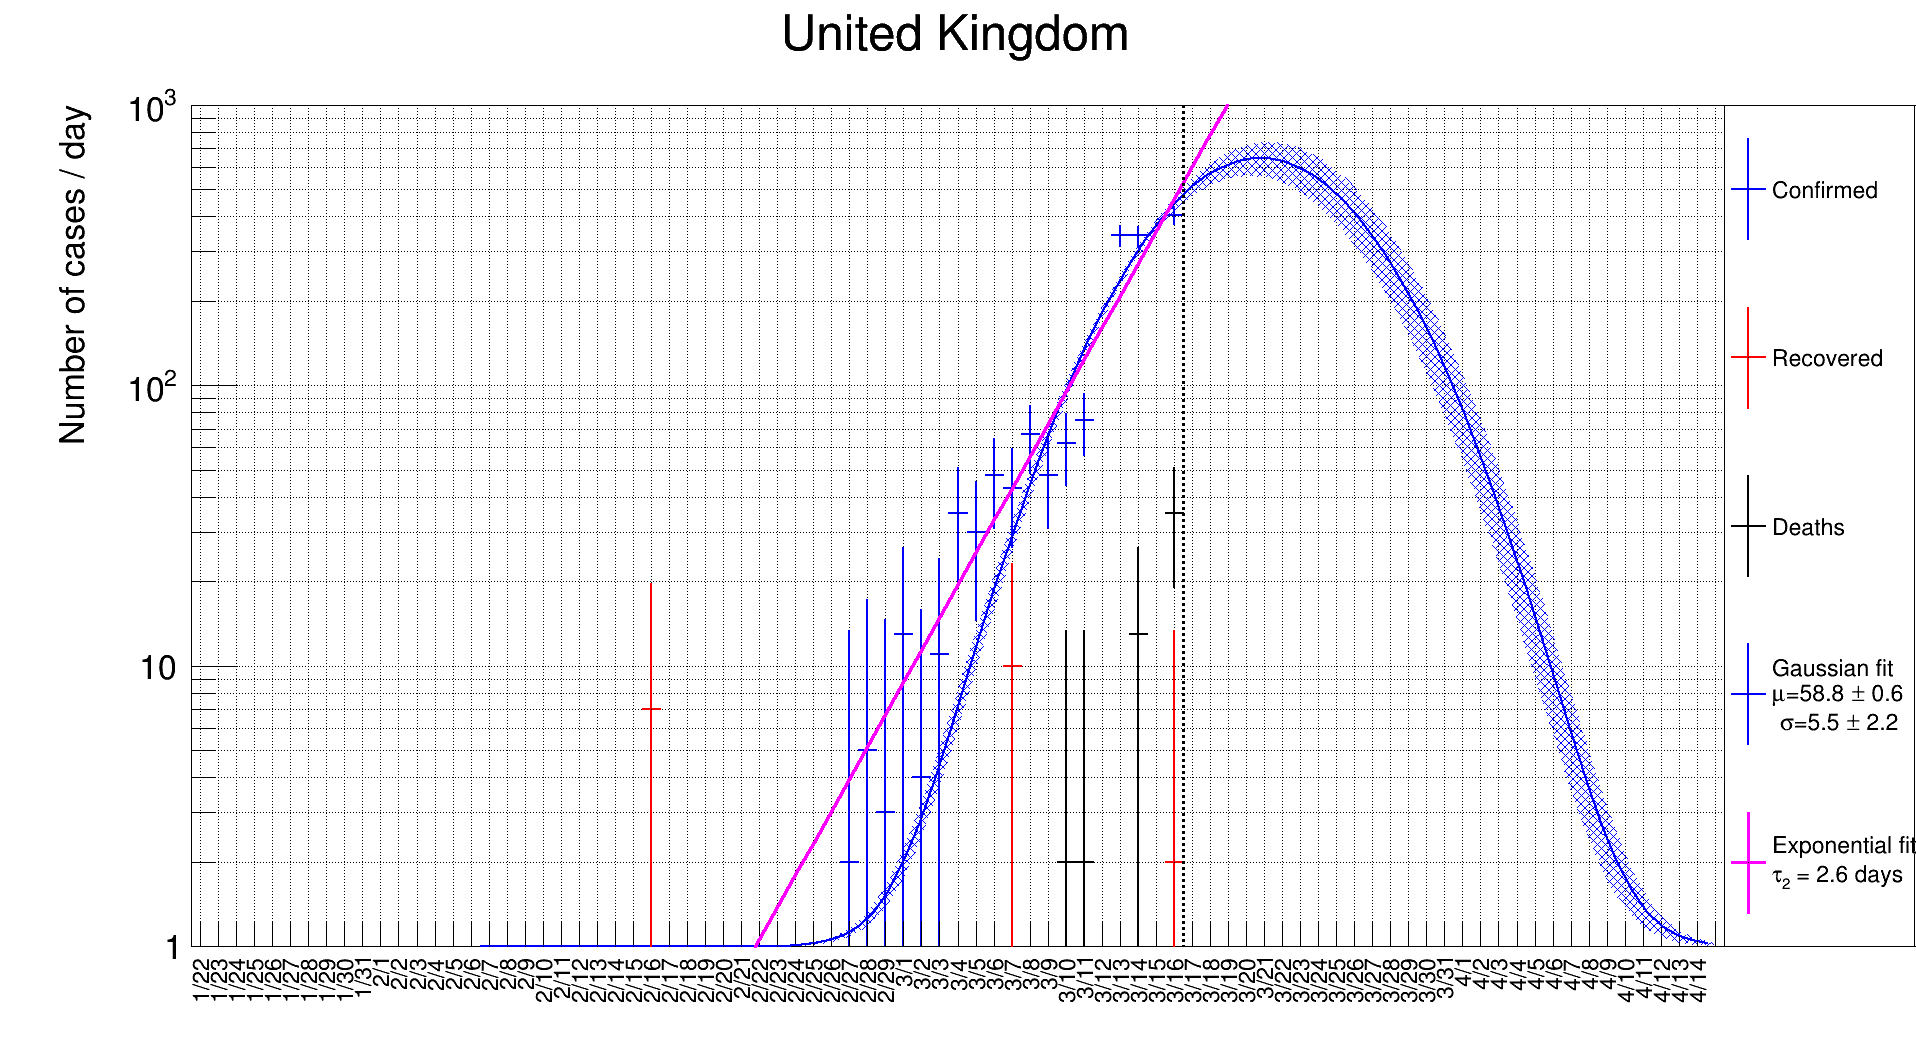 United Kingdom
Number of cases / day
10³
10²
10
1
1/22 1/23 1/24 1/25 1/26 1/27 1/28 1/29 1/30 1/31 2/1 2/2 2/3 2/4 2/5 2/6 2/7 2/8 2/9 2/10 2/11 2/12 2/13 2/14 2/15 2/16 2/17 2/18 2/19 2/20 2/21 2/22 2/23 2/24 2/25 2/26 2/27 2/28 2/29 3/1 3/2 3/3 3/4 3/5 3/6 3/7 3/8 3/9 3/10 3/11 3/12 3/13 3/14 3/15 3/16 3/17 3/18 3/19 3/20 3/21 3/22 3/23 3/24 3/25 3/26 3/27 3/28 3/29 3/30 3/31 4/1 4/2 4/3 4/4 4/5 4/6 4/7 4/8 4/9 4/10 4/11 4/12 4/13 4/14
Confirmed
Recovered
Deaths
Gaussian fit
μ=58.8 ± 0.6
σ=5.5 ± 2.2
Exponential fit
τ₂ = 2.6 days